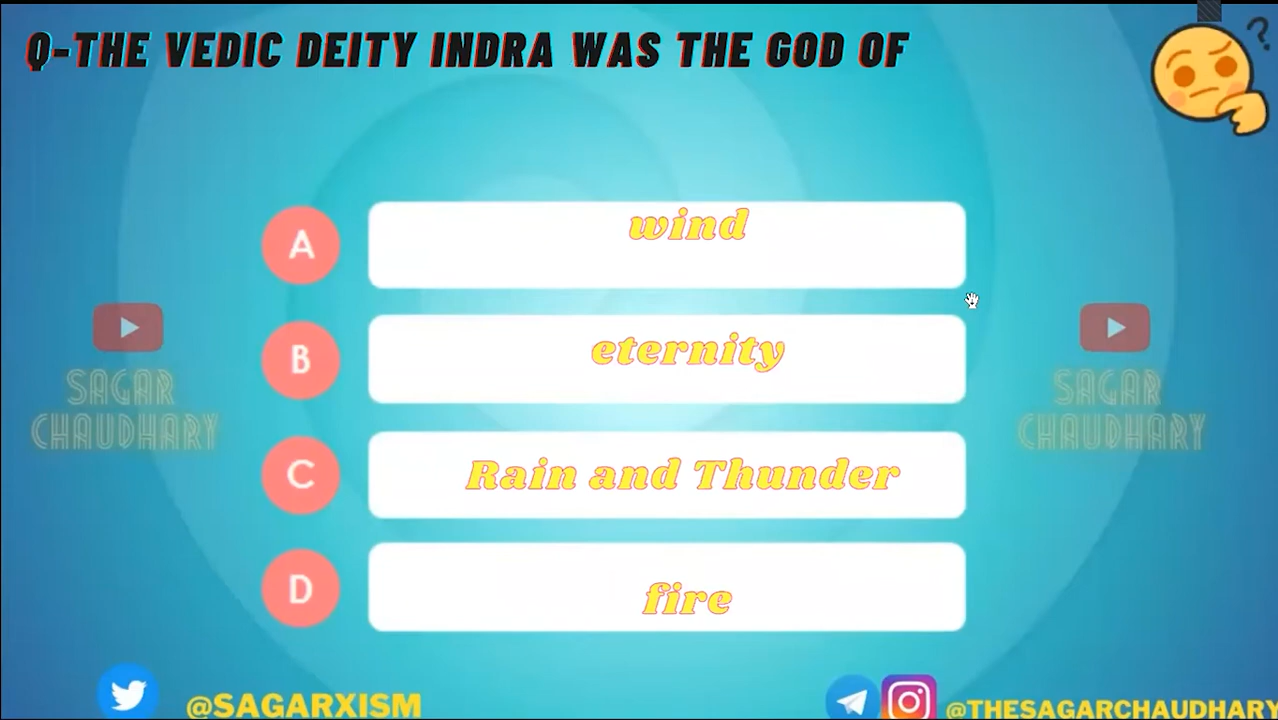 Q-THE VEDIC DEITY INDRA WAS THE GOD OF
A wind
B eternity
C Rain and Thunder
D fire
SAGAR
CHAUDHARY
SAGAR
CHAUDHARY
@SAGARXISM
@THESAGARCHAUDHARY